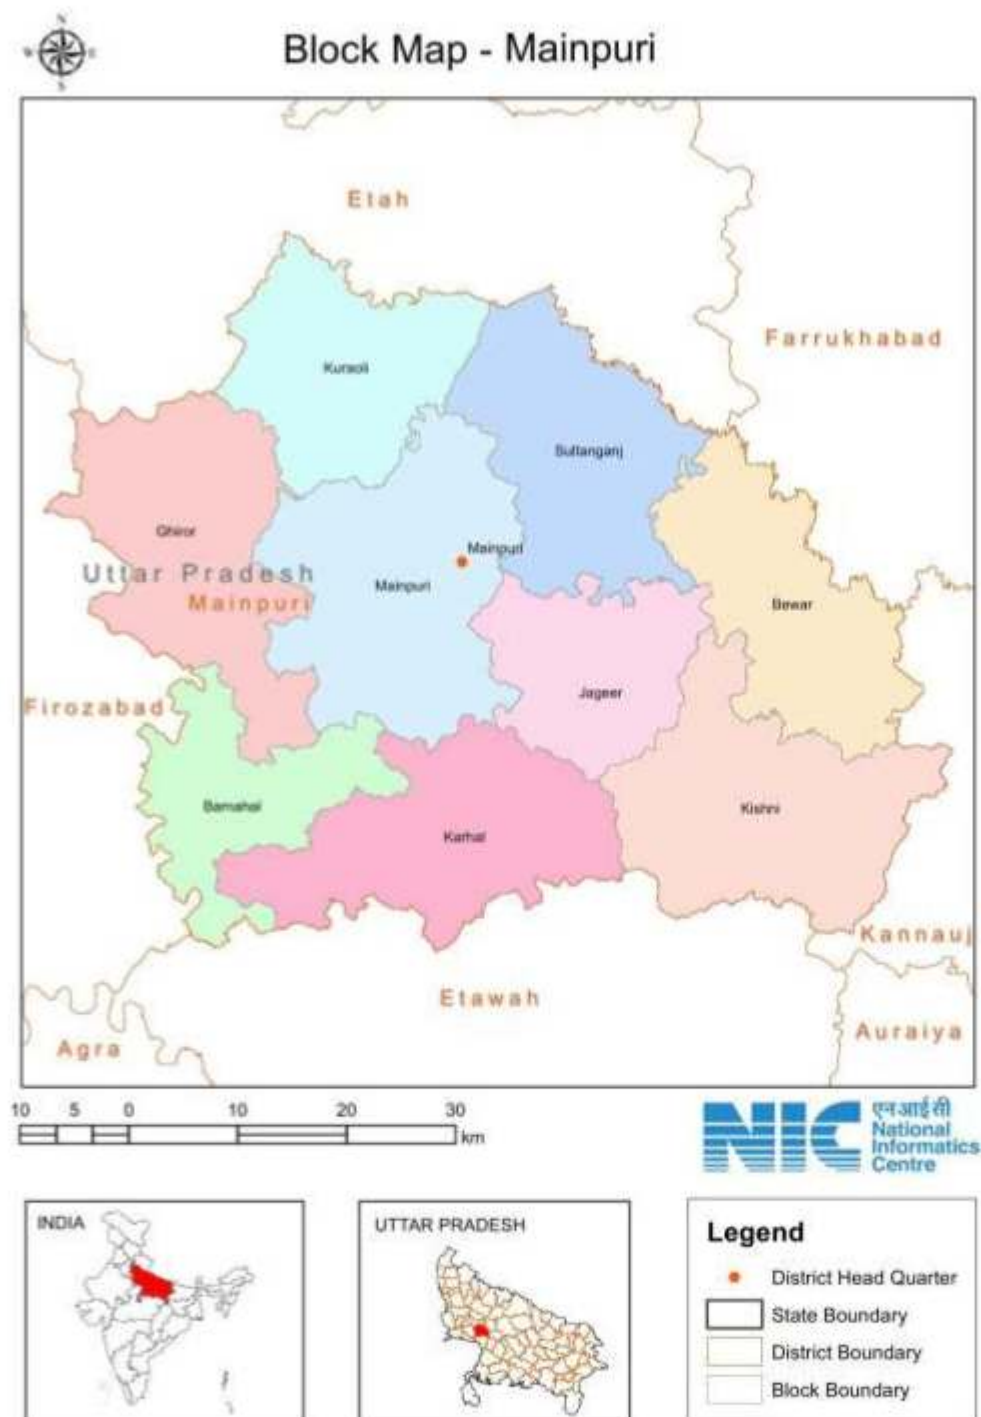 N
W E
S
Block Map - Mainpuri
Etah
Farrukhabad
Kuraoli
Sultanganj
Ghiror
Mainpuri
Uttar Pradesh
Mainpuri
Mainpuri
Bewar
Jageer
Firozabad
Barnahal
Kishni
Karhal
Kannauj
Etawah
Auraiya
Agra
10 5 0 10 20 30
km
NIC
एनआईसी
National
Informatics
Centre
INDIA
UTTAR PRADESH
Legend
District Head Quarter
State Boundary
District Boundary
Block Boundary